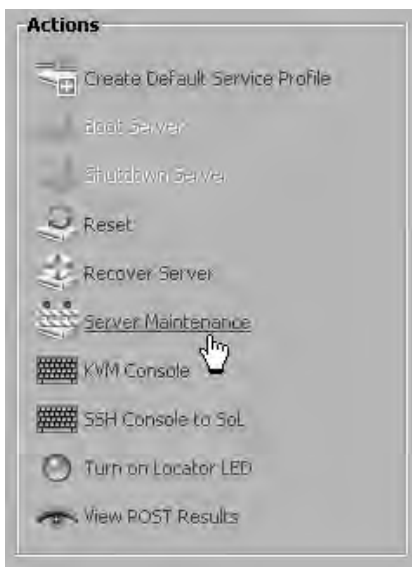 Actions
Create Default Service Profile
Boot Server
Shutdown Server
Reset
Recover Server
Server Maintenance
KVM Console
SSH Console to SoL
Turn on Locator LED
View POST Results